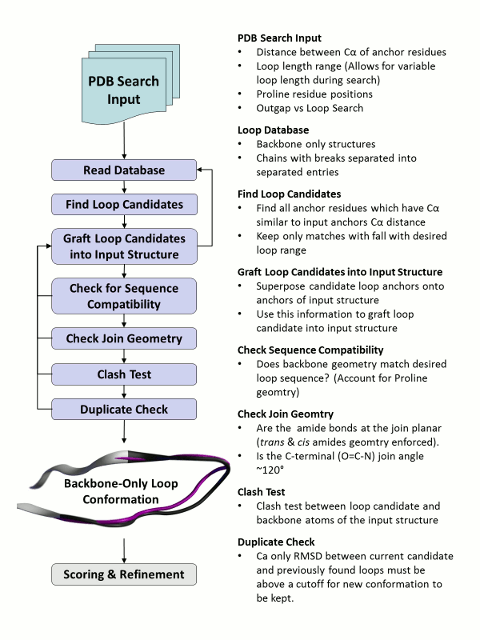 PDB Search
Input
Read Database
Find Loop Candidates
Graft Loop Candidates
into Input Structure
Check for Sequence
Compatibility
Check Join Geometry
Clash Test
Duplicate Check
Backbone-Only Loop
Conformation
Scoring & Refinement
PDB Search Input
• Distance between Cα of anchor residues
• Loop length range (Allows for variable
loop length during search)
• Proline residue positions
• Outgap vs Loop Search
Loop Database
• Backbone only structures
• Chains with breaks separated into
separated entries
Find Loop Candidates
• Find all anchor residues which have Cα
similar to input anchors Cα distance
• Keep only matches with fall with desired
loop range
Graft Loop Candidates into Input Structure
• Superpose candidate loop anchors onto
anchors of input structure
• Use this information to graft loop
candidate into input structure
Check Sequence Compatibility
• Does backbone geometry match desired
loop sequence? (Account for Proline
geomtry)
Check Join Geomtry
• Are the amide bonds at the join planar
(trans & cis amides geomtry enforced).
• Is the C-terminal (O=C-N) join angle
~120°
Clash Test
• Clash test between loop candidate and
backbone atoms of the input structure
Duplicate Check
• Ca only RMSD between current candidate
and previously found loops must be
above a cutoff for new conformation to
be kept.